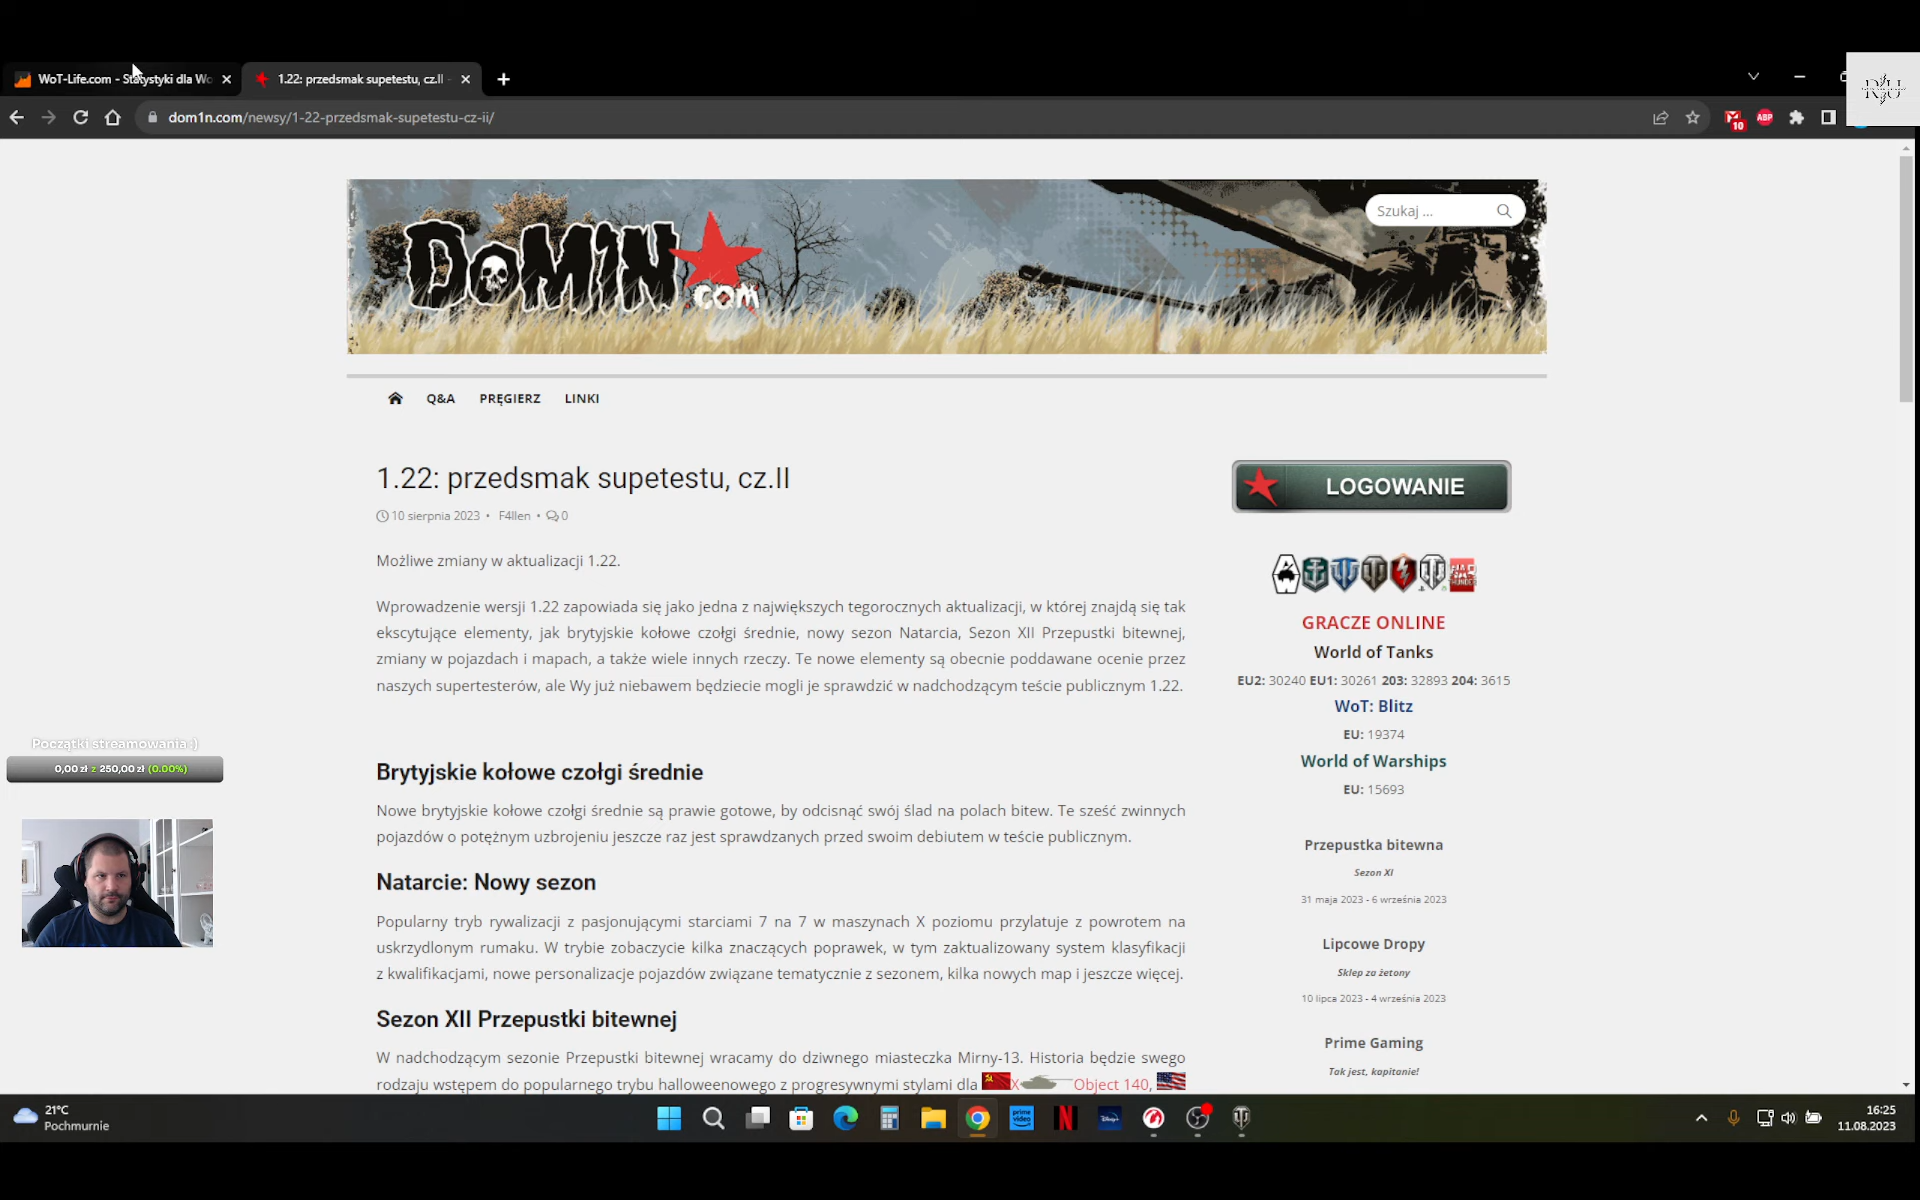 WoT-Life.com - Statystyki dla Wo
1.22: przedsmak supetestu, cz.II -
dom1n.com/newsy/1-22-przedsmak-supetestu-cz-ii/
10
ABP
DoM1N
.com
Szukaj ...
Q&A PRĘGIERZ LINKI
1.22: przedsmak supetestu, cz.II
10 sierpnia 2023 • F4llen • 0
Możliwe zmiany w aktualizacji 1.22.
Wprowadzenie wersji 1.22 zapowiada się jako jedna z największych tegorocznych aktualizacji, w której znajdą się tak
ekscytujące elementy, jak brytyjskie kołowe czołgi średnie, nowy sezon Natarcia, Sezon XII Przepustki bitewnej,
zmiany w pojazdach i mapach, a także wiele innych rzeczy. Te nowe elementy są obecnie poddawane ocenie przez
naszych supertesterów, ale Wy już niebawem będziecie mogli je sprawdzić w nadchodzącym teście publicznym 1.22.
Brytyjskie kołowe czołgi średnie
Nowe brytyjskie kołowe czołgi średnie są prawie gotowe, by odcisnąć swój ślad na polach bitew. Te sześć zwinnych
pojazdów o potężnym uzbrojeniu jeszcze raz jest sprawdzanych przed swoim debiutem w teście publicznym.
Natarcie: Nowy sezon
Popularny tryb rywalizacji z pasjonującymi starciami 7 na 7 w maszynach X poziomu przylatuje z powrotem na
uskrzydlonym rumaku. W trybie zobaczycie kilka znaczących poprawek, w tym zaktualizowany system klasyfikacji
z kwalifikacjami, nowe personalizacje pojazdów związane tematycznie z sezonem, kilka nowych map i jeszcze więcej.
Sezon XII Przepustki bitewnej
W nadchodzącym sezonie Przepustki bitewnej wracamy do dziwnego miasteczka Mirny-13. Historia będzie swego
rodzaju wstępem do popularnego trybu halloweenowego z progresywnymi stylami dla X Object 140,
LOGOWANIE
GRACZE ONLINE
World of Tanks
EU2: 30240 EU1: 30261 203: 32893 204: 3615
WoT: Blitz
EU: 19374
World of Warships
EU: 15693
Przepustka bitewna
Sezon XI
31 maja 2023 - 6 września 2023
Lipcowe Dropy
Sklep za żetony
10 lipca 2023 - 4 września 2023
Prime Gaming
Tak jest, kapitanie!
Początki streamowania:)
0,00 zł z 250,00 zł (0.00%)
21°C
Pochmurnie
prime
video
N
Disney+
16:25
11.08.2023